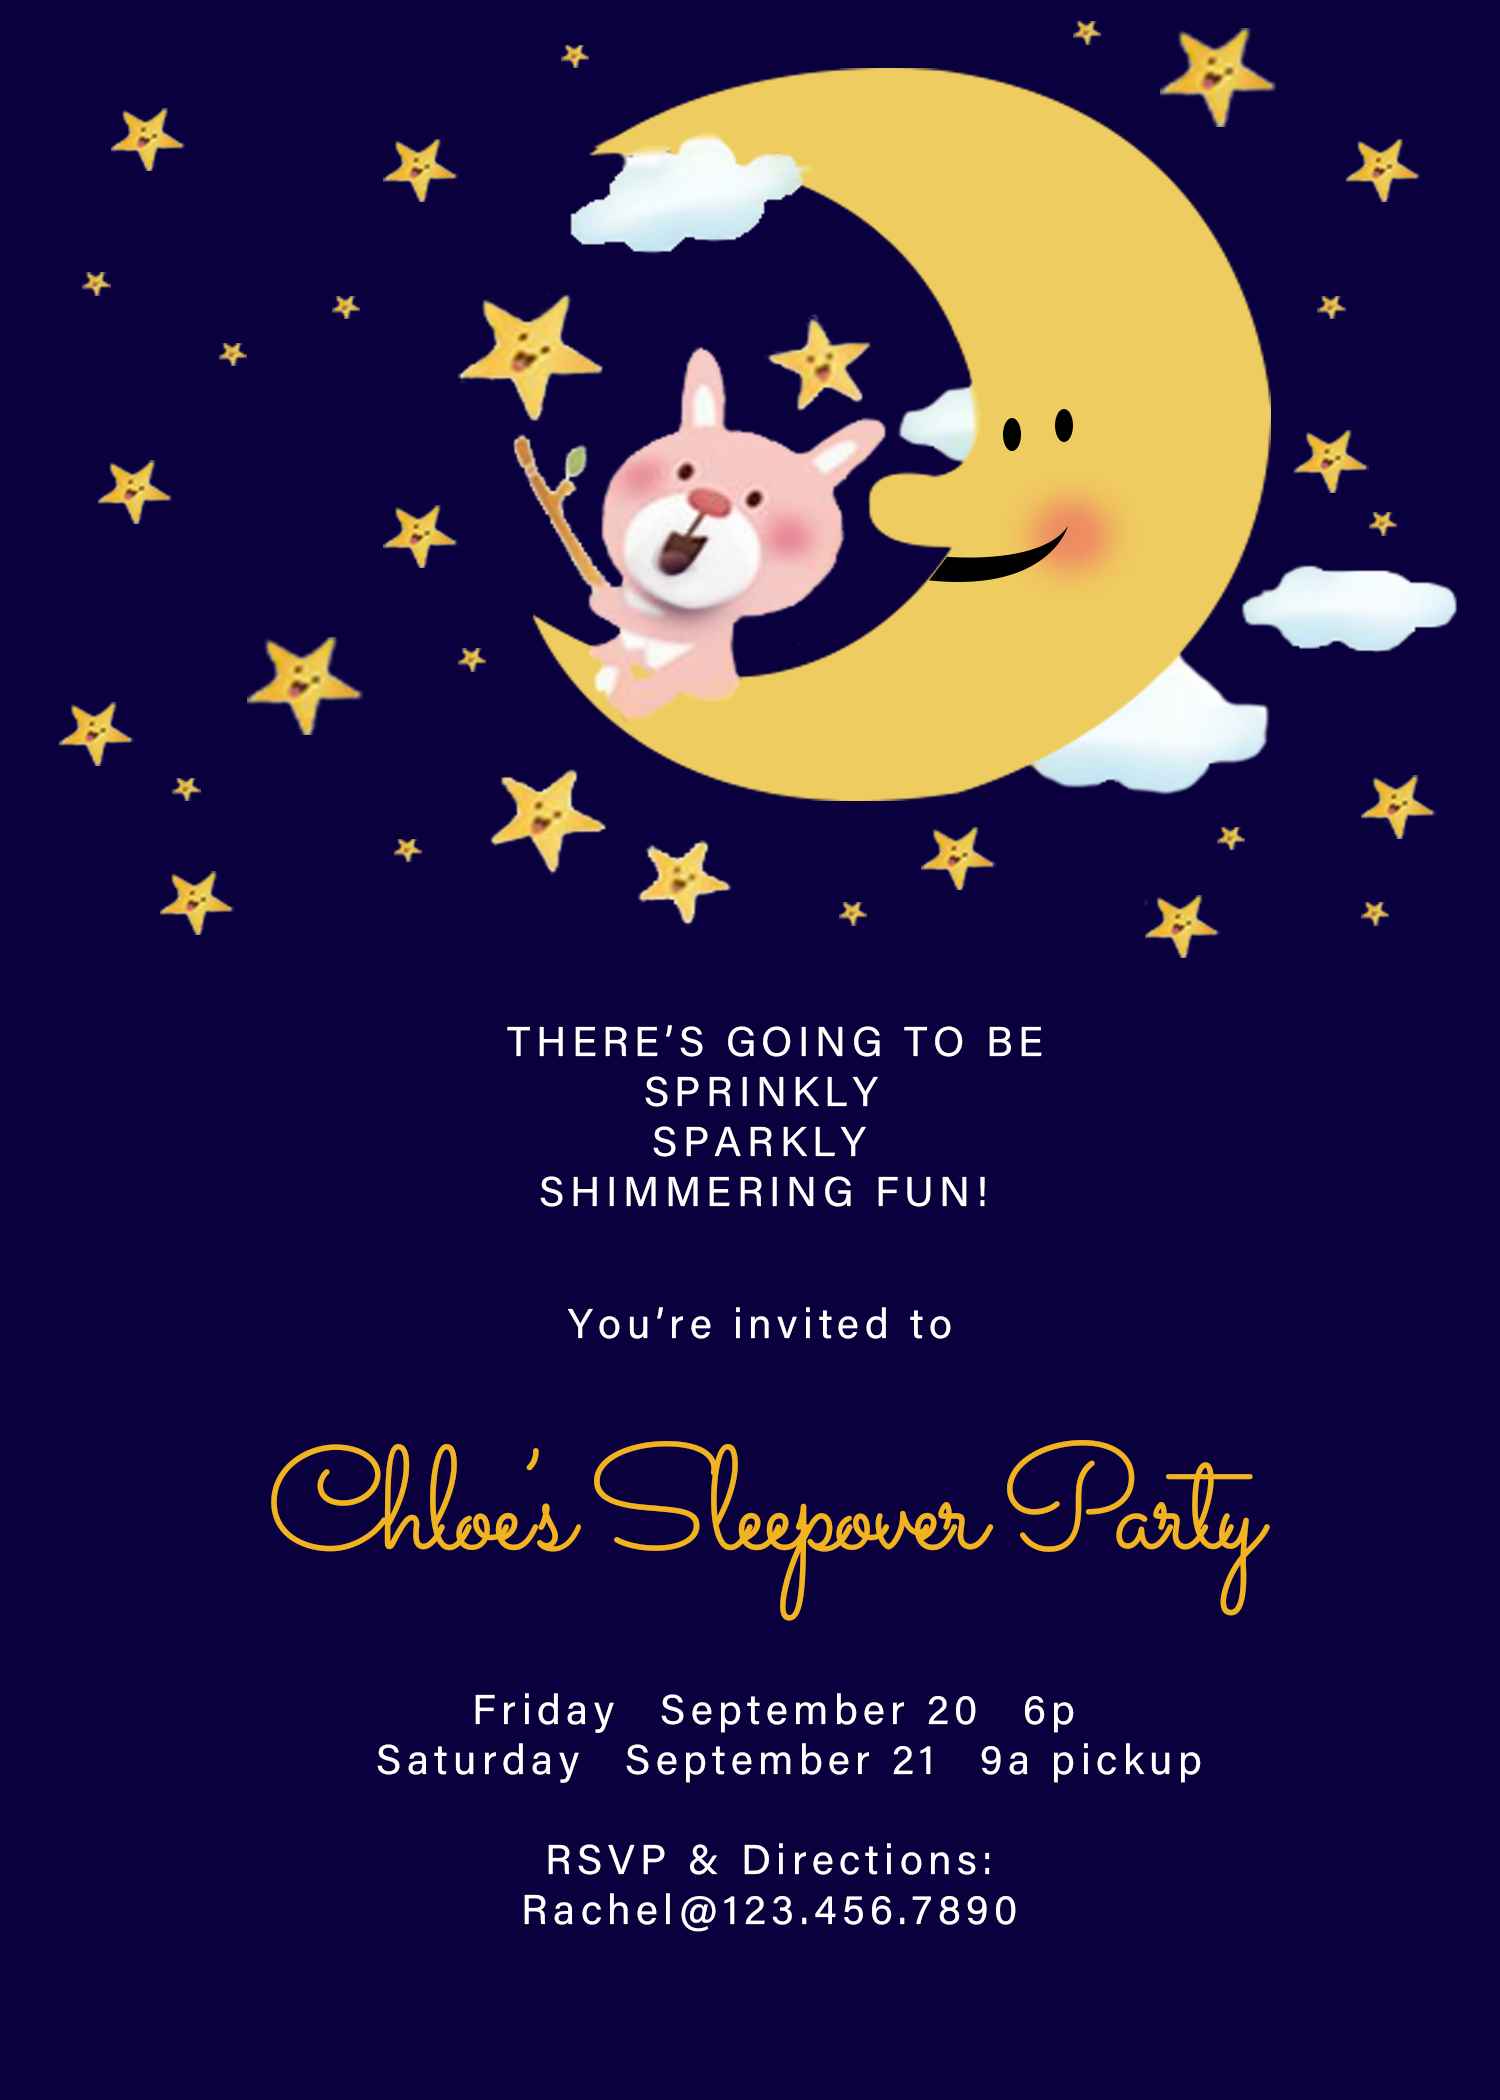 THERE'S GOING TO BE
SPRINKLY
SPARKLY
SHIMMERING FUN!
You're invited to
Chloe's Sleepover Party
Friday September 20 6p
Saturday September 21 9a pickup
RSVP & Directions:
Rachel@123.456.7890